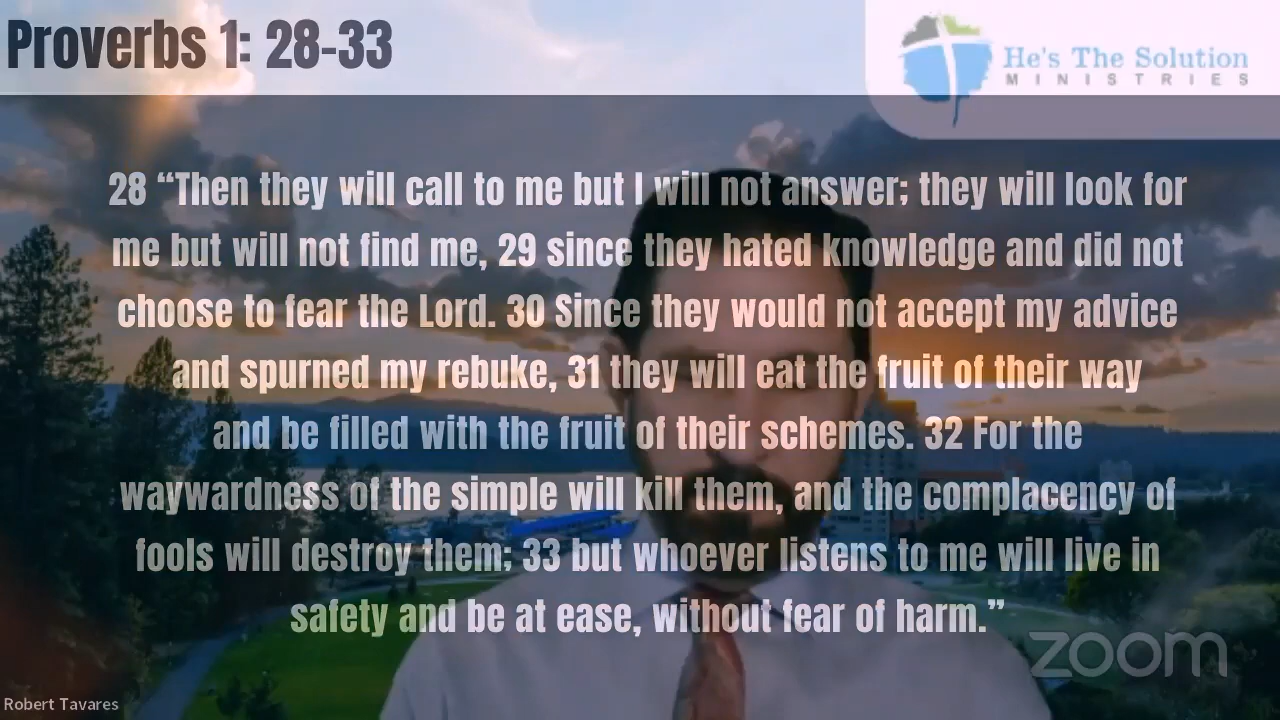 Proverbs 1: 28-33
He's The Solution
MINISTRIES
28 “Then they will call to me but I will not answer; they will look for
me but will not find me, 29 since they hated knowledge and did not
choose to fear the Lord. 30 Since they would not accept my advice
and spurned my rebuke, 31 they will eat the fruit of their way
and be filled with the fruit of their schemes. 32 For the
waywardness of the simple will kill them, and the complacency of
fools will destroy them; 33 but whoever listens to me will live in
safety and be at ease, without fear of harm.”
zoom
Robert Tavares